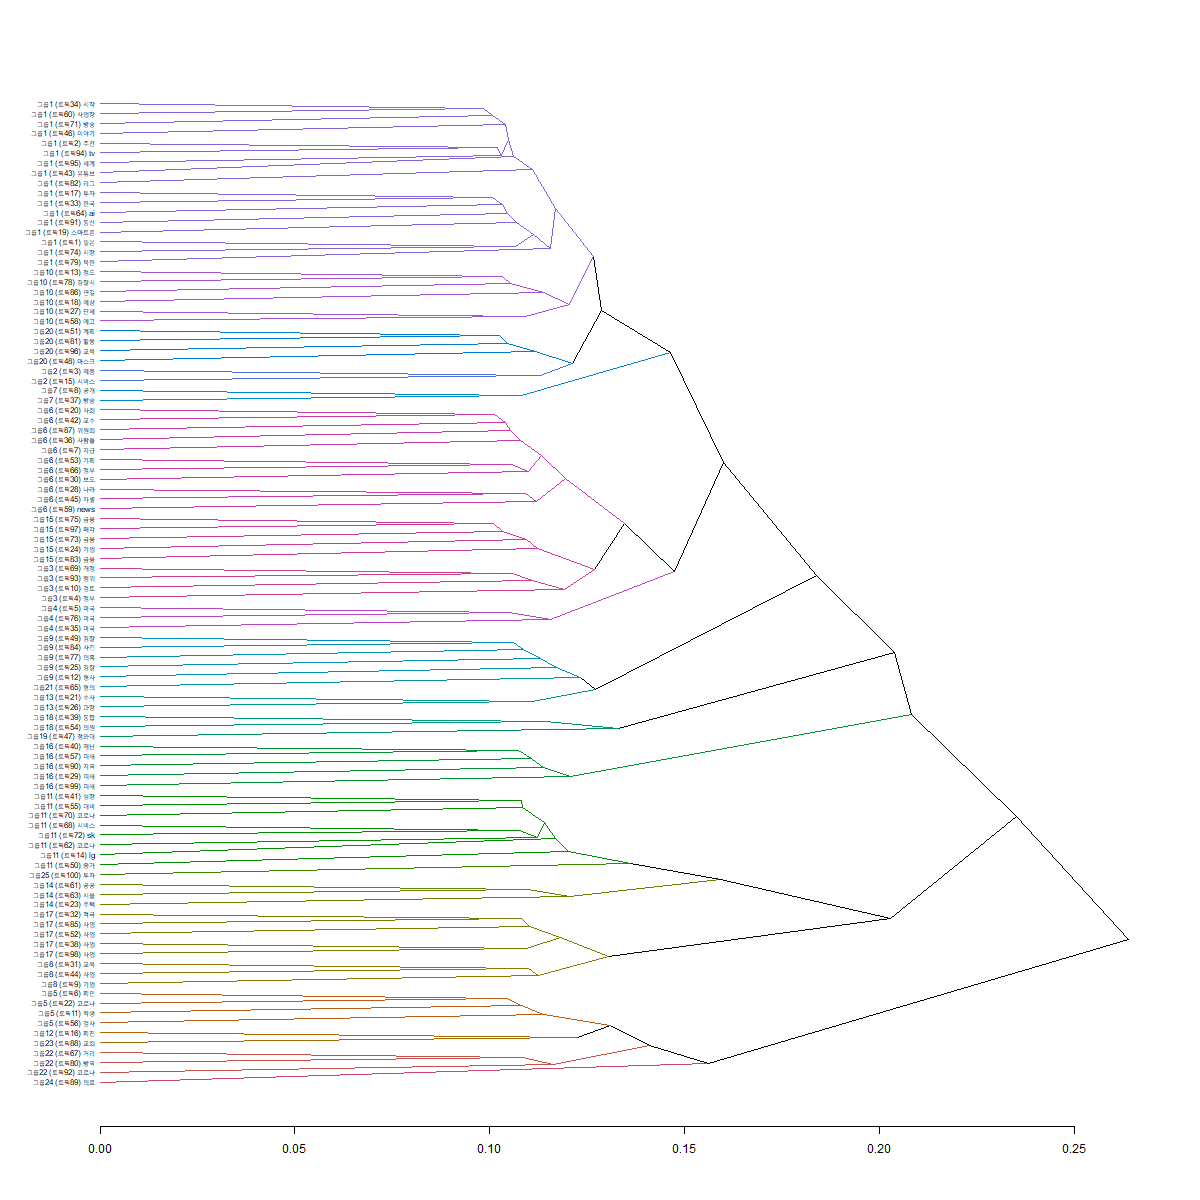 그룹1 (토픽34) 시작
그룹1 (토픽60) 사업장
그룹1 (토픽71) 방송
그룹1 (토픽46) 이야기
그룹1 (토픽2) 추천
그룹1 (토픽94) tv
그룹1 (토픽95) 세계
그룹1 (토픽43) 유튜브
그룹1 (토픽82) 리그
그룹1 (토픽17) 투자
그룹1 (토픽33) 한국
그룹1 (토픽64) ai
그룹1 (토픽91) 통신
그룹1 (토픽19) 스마트폰
그룹1 (토픽1) 일본
그룹1 (토픽74) 시장
그룹1 (토픽79) 북한
그룹10 (토픽13) 정도
그룹10 (토픽78) 김정시
그룹10 (토픽86) 연길
그룹10 (토픽18) 예상
그룹10 (토픽27) 단체
그룹10 (토픽58) 예고
그룹20 (토픽51) 계획
그룹20 (토픽81) 활동
그룹20 (토픽96) 교육
그룹20 (토픽48) 마스크
그룹2 (토픽3) 제품
그룹2 (토픽15) 서비스
그룹7 (토픽8) 공개
그룹7 (토픽37) 방송
그룹6 (토픽20) 사회
그룹6 (토픽42) 교수
그룹6 (토픽87) 위원회
그룹6 (토픽36) 사람들
그룹6 (토픽7) 지급
그룹6 (토픽53) 기획
그룹6 (토픽66) 정부
그룹6 (토픽30) 보도
그룹6 (토픽28) 나라
그룹6 (토픽45) 차별
그룹6 (토픽59) news
그룹15 (토픽75) 금융
그룹15 (토픽97) 매각
그룹15 (토픽73) 금융
그룹15 (토픽24) 기업
그룹15 (토픽83) 금융
그룹3 (토픽69) 개정
그룹3 (토픽93) 행위
그룹3 (토픽10) 검토
그룹3 (토픽4) 정부
그룹4 (토픽5) 미국
그룹4 (토픽76) 미국
그룹4 (토픽35) 미국
그룹9 (토픽49) 검찰
그룹9 (토픽84) 사건
그룹9 (토픽77) 의혹
그룹9 (토픽25) 검찰
그룹9 (토픽12) 형사
그룹21 (토픽65) 혐의
그룹13 (토픽21) 수사
그룹13 (토픽26) 과정
그룹18 (토픽39) 통합
그룹18 (토픽54) 의원
그룹19 (토픽47) 청와대
그룹16 (토픽40) 재난
그룹16 (토픽57) 피해
그룹16 (토픽90) 지역
그룹16 (토픽29) 피해
그룹16 (토픽99) 피해
그룹11 (토픽41) 성장
그룹11 (토픽55) 대비
그룹11 (토픽70) 코로나
그룹11 (토픽68) 서비스
그룹11 (토픽72) sk
그룹11 (토픽62) 코로나
그룹11 (토픽14) lg
그룹11 (토픽50) 증가
그룹25 (토픽100) 투자
그룹14 (토픽61) 공공
그룹14 (토픽63) 서울
그룹14 (토픽23) 주택
그룹17 (토픽32) 책국
그룹17 (토픽85) 사업
그룹17 (토픽52) 사업
그룹17 (토픽38) 사업
그룹17 (토픽98) 사업
그룹8 (토픽31) 교육
그룹8 (토픽44) 사업
그룹8 (토픽9) 기업
그룹5 (토픽6) 확진
그룹5 (토픽22) 코로나
그룹5 (토픽11) 학생
그룹5 (토픽56) 검사
그룹12 (토픽16) 확진
그룹23 (토픽88) 교회
그룹22 (토픽67) 거리
그룹22 (토픽80) 방역
그룹22 (토픽92) 코로나
그룹24 (토픽89) 의료
0.00 0.05 0.10 0.15 0.20 0.25